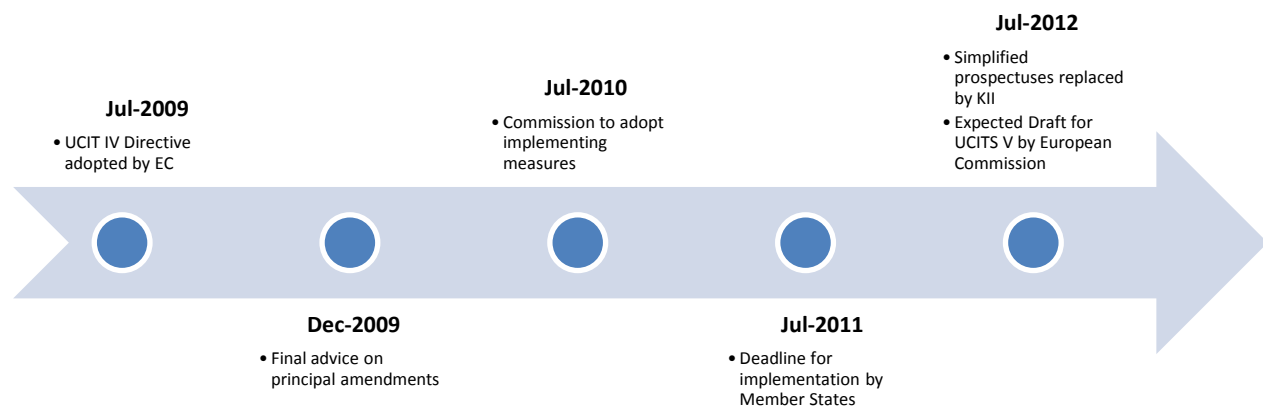 Jul-2009
• UCIT IV Directive
adopted by EC
Dec-2009
• Final advice on
principal amendments
Jul-2010
• Commission to adopt
implementing
measures
Jul-2011
• Deadline for
implementation by
Member States
Jul-2012
• Simplified
prospectuses replaced
by KII
• Expected Draft for
UCITS V by European
Commission